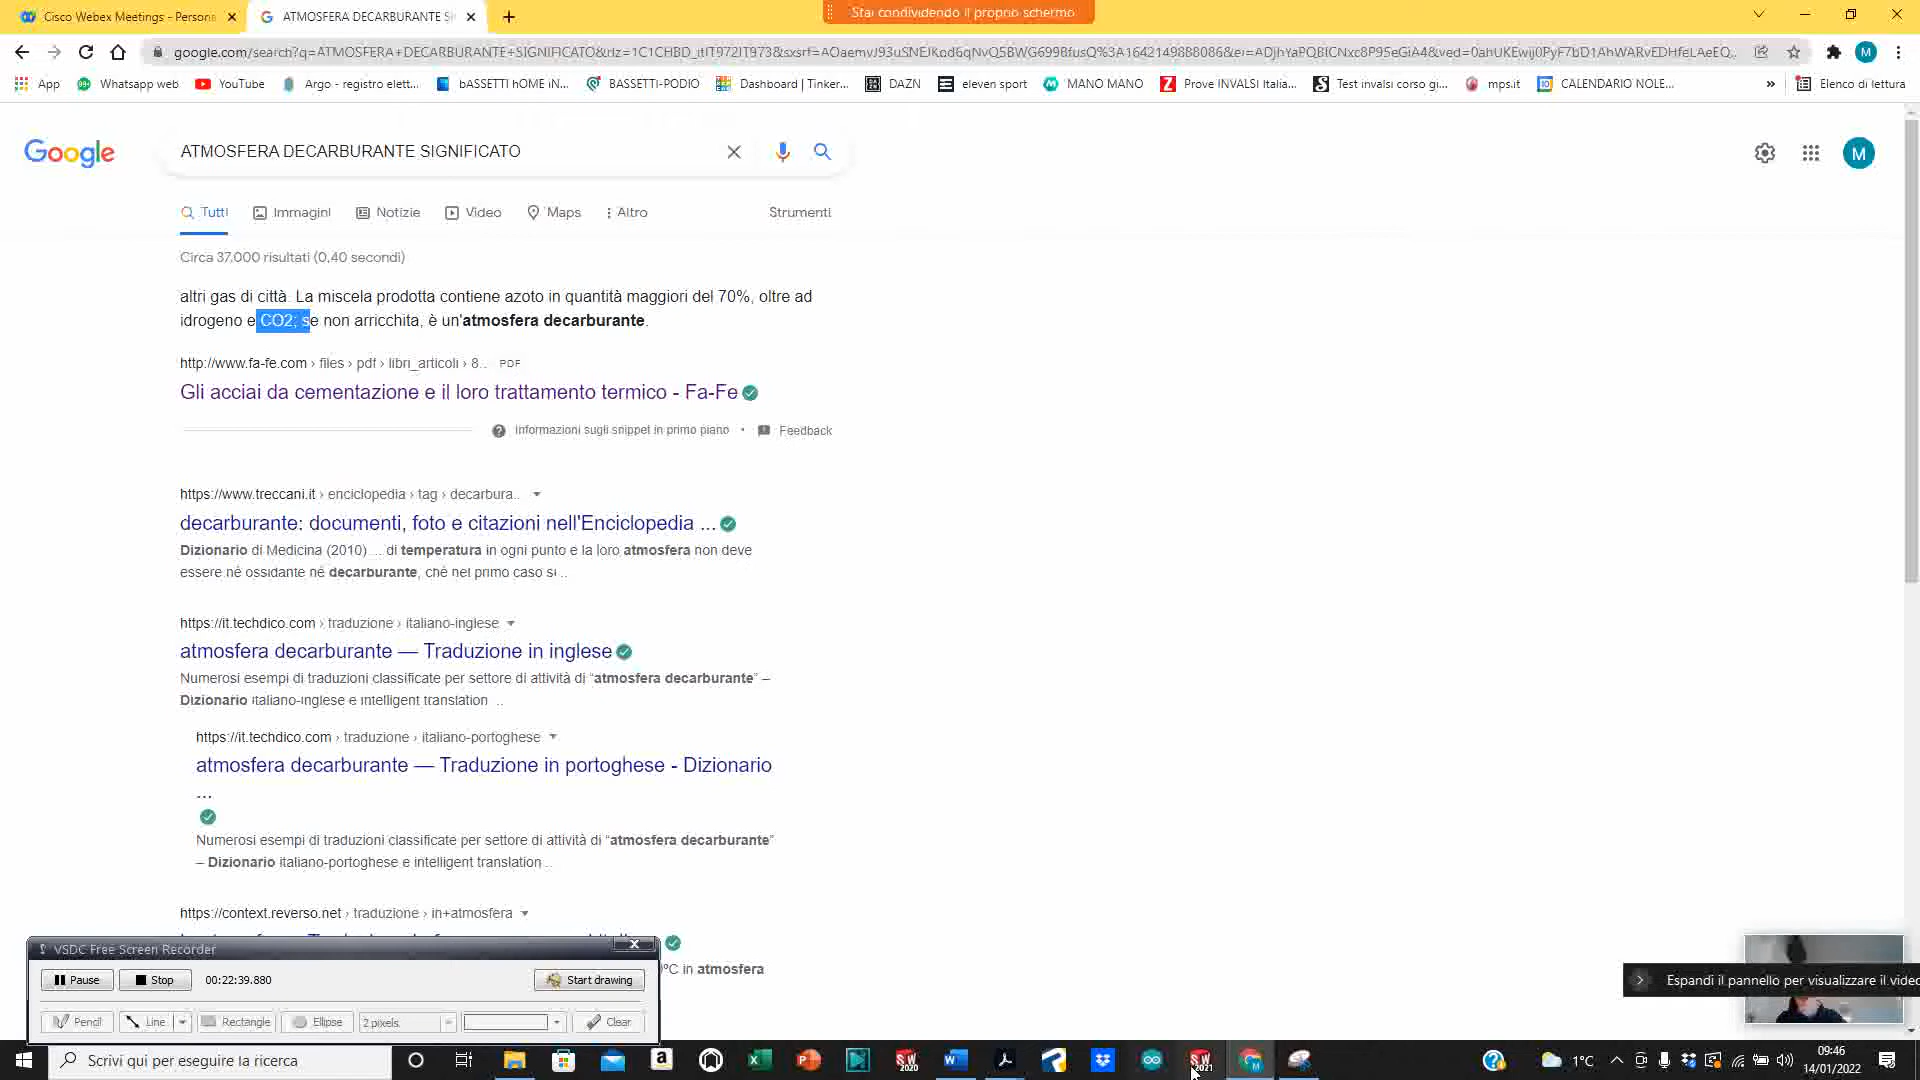 Cisco Webex Meetings - Person
ATMOSFERA DECARBURANTE SI
Stai condividendo il proprio schermo
App
Whatsapp web
YouTube
Argo - registro elett...
bASSETTI hOME iN...
BASSETTI-PODIO
Dashboard | Tinker...
DAZN
eleven sport
MANO MANO
Prove INVALSI Italia...
Test invalsi corso gi...
mps.it
CALENDARIO NOLE...
»
Elenco di lettura
Google
ATMOSFERA DECARBURANTE SIGNIFICATO
M
Tutti
Immagini
Notizie
Video
Maps
Altro
Strumenti
Circa 37.000 risultati (0,40 secondi)
altri gas di città. La miscela prodotta contiene azoto in quantità maggiori del 70%, oltre ad
idrogeno e CO2; se non arricchita, è un'atmosfera decarburante.
http://www.fa-fe.com › files › pdf › libri_articoli › 8... PDF
Gli acciai da cementazione e il loro trattamento termico - Fa-Fe
Informazioni sugli snippet in primo piano • Feedback
https://www.treccani.it › enciclopedia › tag › decarbura...
decarburante: documenti, foto e citazioni nell'Enciclopedia ...
Dizionario di Medicina (2010) ... di temperatura in ogni punto e la loro atmosfera non deve
essere né ossidante né decarburante, ché nel primo caso si ...
https://it.techdico.com › traduzione › italiano-inglese
atmosfera decarburante — Traduzione in inglese
Numerosi esempi di traduzioni classificate per settore di attività di “atmosfera decarburante” –
Dizionario italiano-inglese e intelligent translation ...
https://it.techdico.com › traduzione › italiano-portoghese
atmosfera decarburante — Traduzione in portoghese - Dizionario
...
Numerosi esempi di traduzioni classificate per settore di attività di “atmosfera decarburante”
– Dizionario italiano-portoghese e intelligent translation ...
https://context.reverso.net › traduzione › in+atmosfera
°C in atmosfera
VSDC Free Screen Recorder
Pause
Stop
00:22:39.880
Start drawing
Pencil
Line
Rectangle
Ellipse
2 pixels
Clear
Espandi il pannello per visualizzare il video
Scrivi qui per eseguire la ricerca
SW 2020
SW 2021
1°C
09:46
14/01/2022